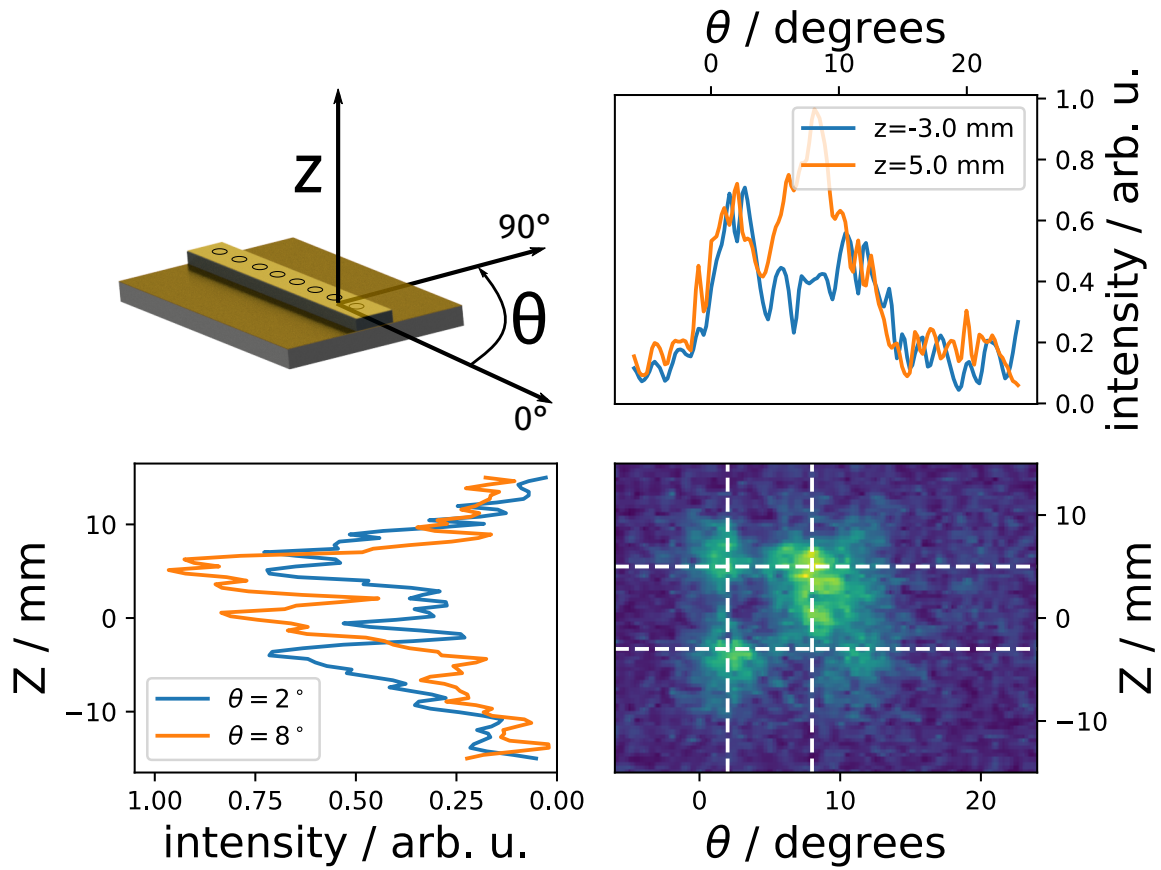 Z
90°
θ
0°
θ / degrees
0 10 20
z=-3.0 mm
z=5.0 mm
1.0
0.8
0.6
0.4
0.2
0.0
intensity / arb. u.
Z / mm
10
0
−10
θ = 2°
θ = 8°
1.00 0.75 0.50 0.25 0.00
intensity / arb. u.
10
0
−10
Z / mm
0 10 20
θ / degrees